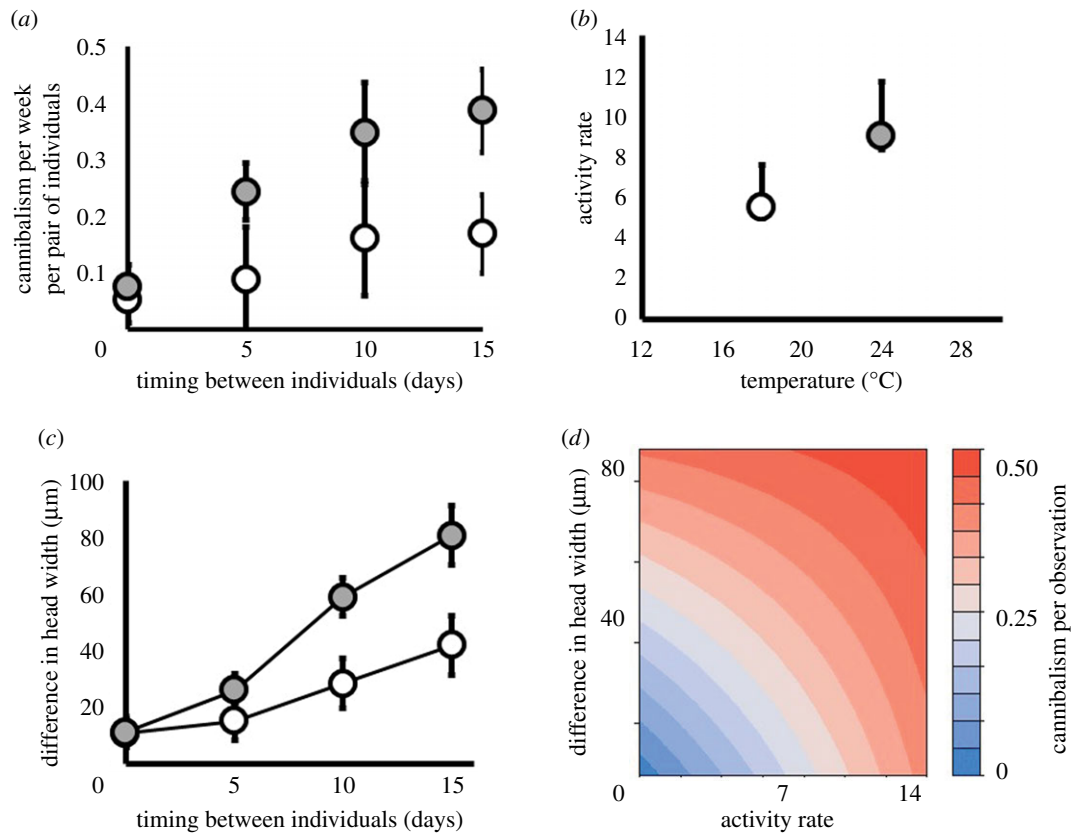 (a)
cannibalism per week
per pair of individuals
0.5
0.4
0.3
0.2
0.1
0
5
10
15
timing between individuals (days)
(b)
activity rate
14
12
10
8
6
4
2
0
12
16
20
24
28
temperature (°C)
(c)
difference in head width (µm)
100
80
60
40
20
0
5
10
15
timing between individuals (days)
(d)
difference in head width (µm)
80
40
0
7
14
activity rate
0.50
0.25
0
cannibalism per observation